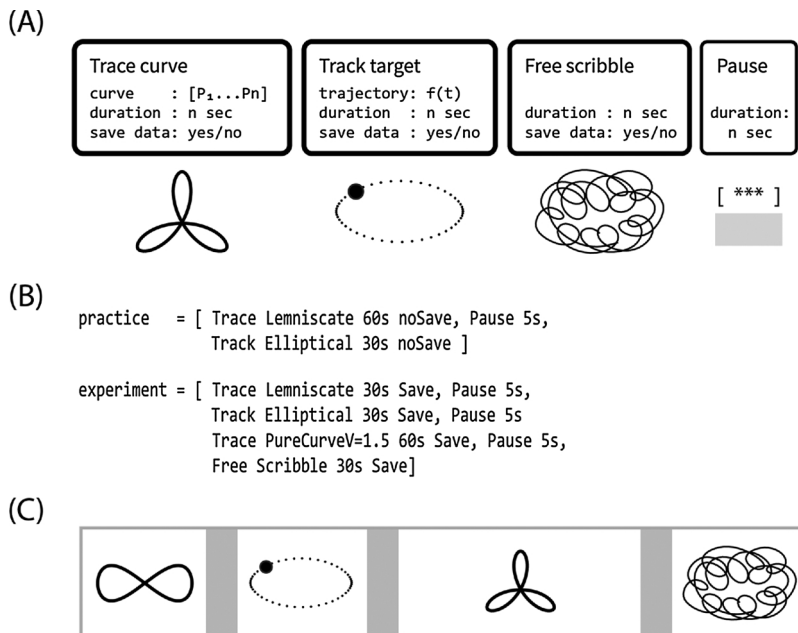 (A)
Trace curve
curve : [P₁...Pn]
duration : n sec
save data: yes/no
Track target
trajectory: f(t)
duration : n sec
save data : yes/no
Free scribble
duration : n sec
save data: yes/no
Pause
duration:
n sec
[ *** ]
(B)
practice = [ Trace Lemniscate 60s noSave, Pause 5s,
Track Elliptical 30s noSave ]
experiment = [ Trace Lemniscate 30s Save, Pause 5s,
Track Elliptical 30s Save, Pause 5s
Trace PureCurveV=1.5 60s Save, Pause 5s,
Free Scribble 30s Save]
(C)